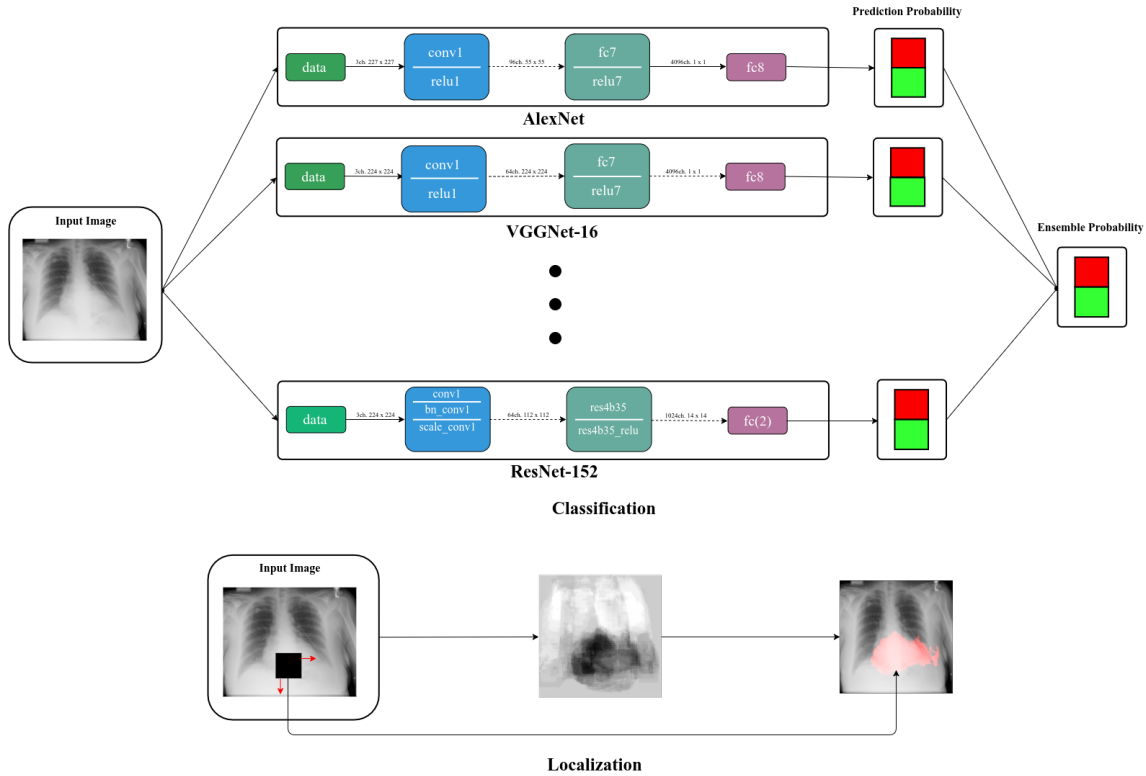 Prediction Probability
data
3ch. 227 x 227
conv1
relu1
96ch. 55 x 55
fc7
relu7
4096ch. 1 x 1
fc8
AlexNet
data
3ch. 224 x 224
conv1
relu1
64ch. 224 x 224
fc7
relu7
4096ch. 1 x 1
fc8
VGGNet-16
Input Image
Ensemble Probability
data
3ch. 224 x 224
conv1
bn_conv1
scale_conv1
64ch. 112 x 112
res4b35
res4b35_relu
1024ch. 14 x 14
fc(2)
ResNet-152
Classification
Input Image
Localization